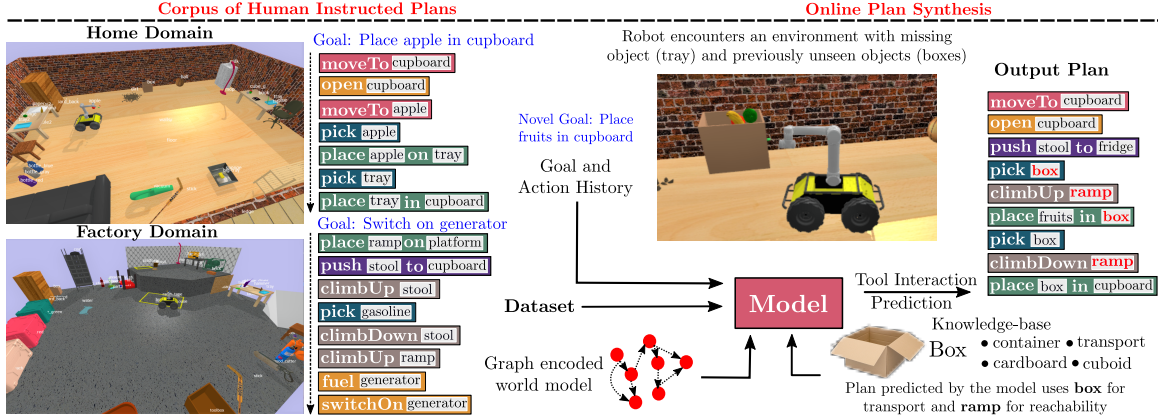 Corpus of Human Instructed Plans
Online Plan Synthesis
Home Domain
Goal: Place apple in cupboard
moveTo cupboard
open cupboard
moveTo apple
pick apple
place apple on tray
pick tray
place tray in cupboard
Factory Domain
Goal: Switch on generator
place ramp on platform
push stool to cupboard
climbUp stool
pick gasoline
climbDown stool
climbUp ramp
fuel generator
switchOn generator
Robot encounters an environment with missing
object (tray) and previously unseen objects (boxes)
Novel Goal: Place
fruits in cupboard
Goal and
Action History
Dataset
Graph encoded
world model
Model
Tool Interaction
Prediction
Output Plan
moveTo cupboard
open cupboard
push stool to fridge
pick box
climbUp ramp
place fruits in box
pick box
climbDown ramp
place box in cupboard
Knowledge-base
Box
● container ● transport
● cardboard ● cuboid
Plan predicted by the model uses box for
transport and ramp for reachability